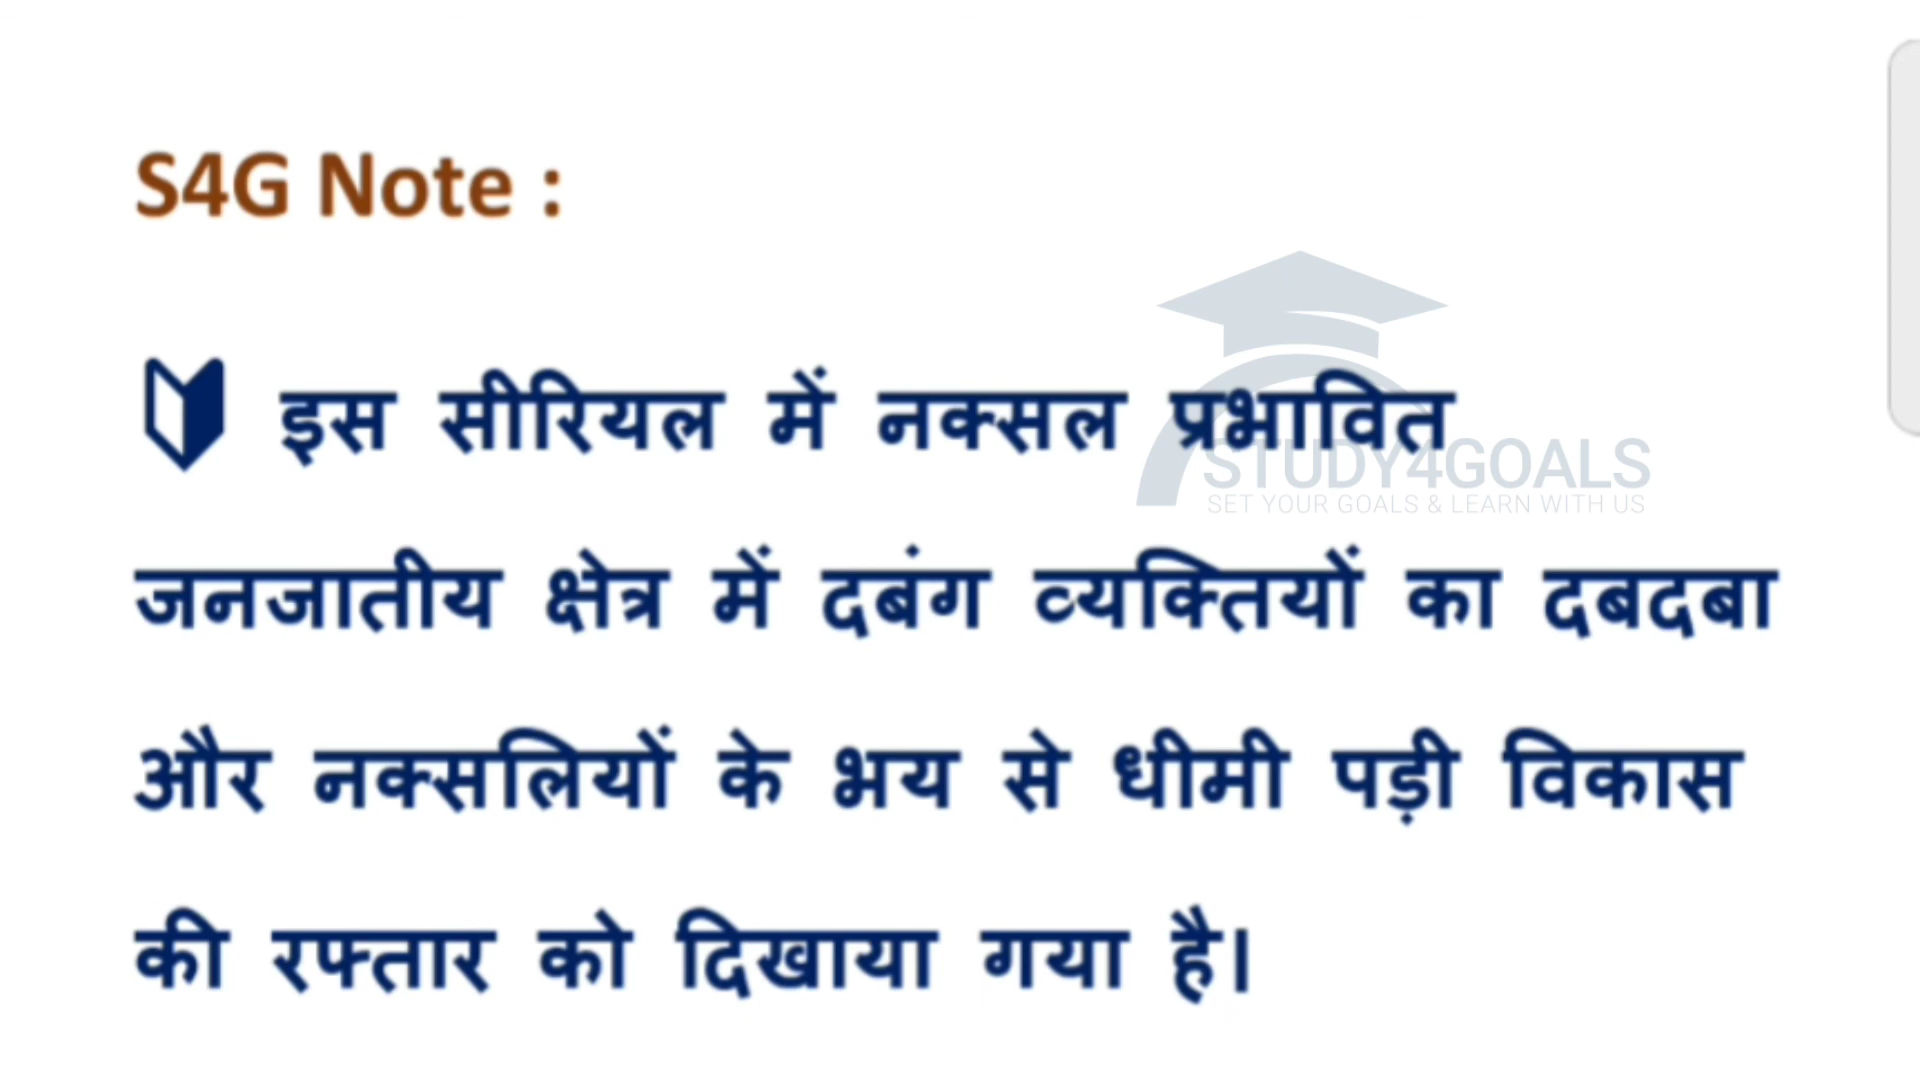 S4G Note :
इस सीरियल में नक्सल प्रभावित
STUDY4GOALS
SET YOUR GOALS & LEARN WITH US
जनजातीय क्षेत्र में दबंग व्यक्तियों का दबदबा
और नक्सलियों के भय से धीमी पड़ी विकास
की रफ्तार को दिखाया गया है।